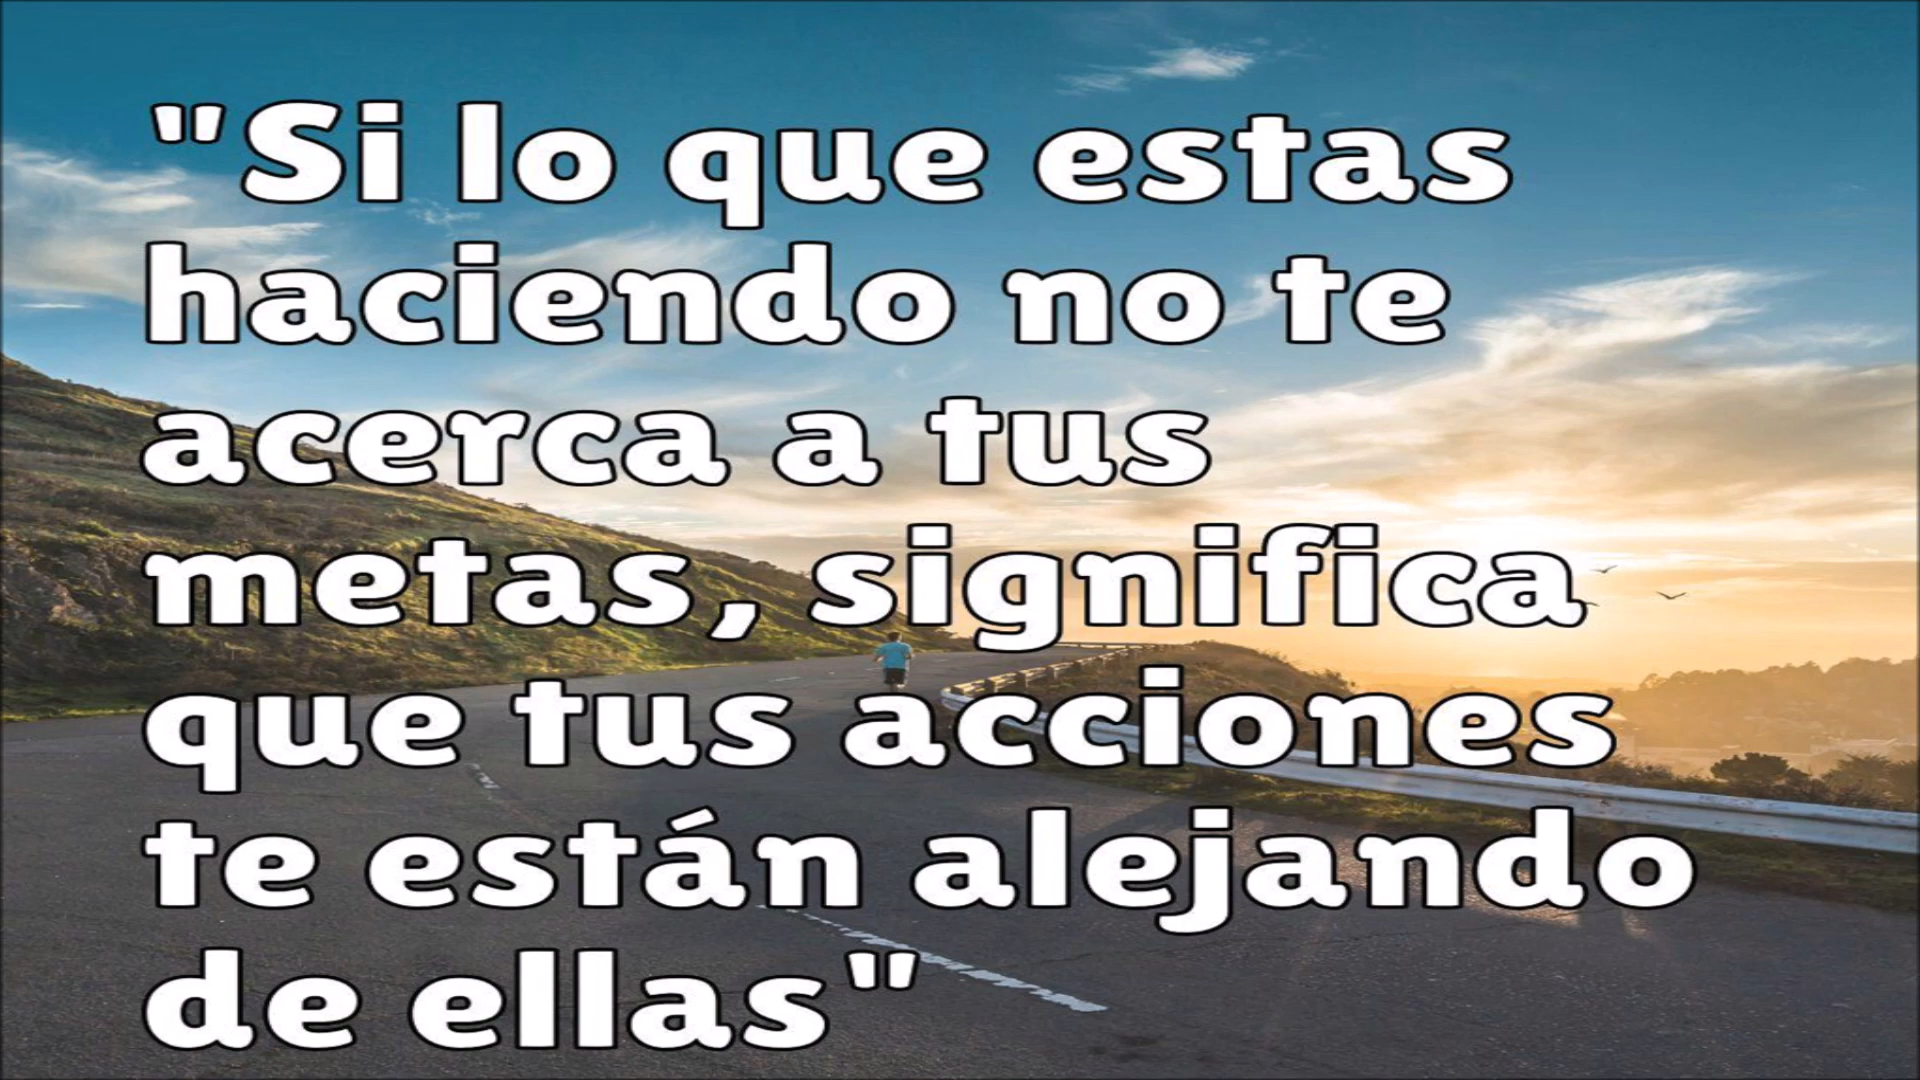 "Si lo que estas
haciendo no te
acerca a tus
metas, significa
que tus acciones
te están alejando
de ellas"